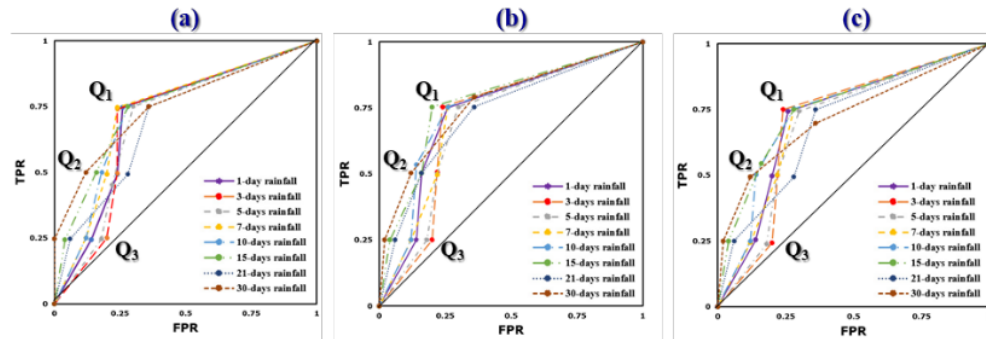 (a)
(b)
(c)
1
0.75
0.5
0.25
0
TPR
Q1
Q2
Q3
1-day rainfall
3-days rainfall
5-days rainfall
7-days rainfall
10-days rainfall
15-days rainfall
21-days rainfall
30-days rainfall
0
0.25
0.5
0.75
1
FPR
1
0.75
0.5
0.25
0
TPR
Q1
Q2
Q3
1-day rainfall
3-days rainfall
5-days rainfall
7-days rainfall
10-days rainfall
15-days rainfall
21-days rainfall
30-days rainfall
0
0.25
0.5
0.75
1
FPR
1
0.75
0.5
0.25
0
TPR
Q1
Q2
Q3
1-day rainfall
3-days rainfall
5-days rainfall
7-days rainfall
10-days rainfall
15-days rainfall
21-days rainfall
30-days rainfall
0
0.25
0.5
0.75
FPR